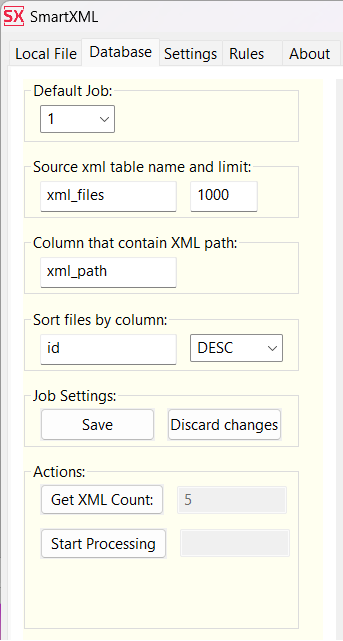 SX SmartXML
Local File Database Settings Rules About
Default Job:
1
Source xml table name and limit:
xml_files 1000
Column that contain XML path:
xml_path
Sort files by column:
id DESC
Job Settings:
Save Discard changes
Actions:
Get XML Count: 5
Start Processing